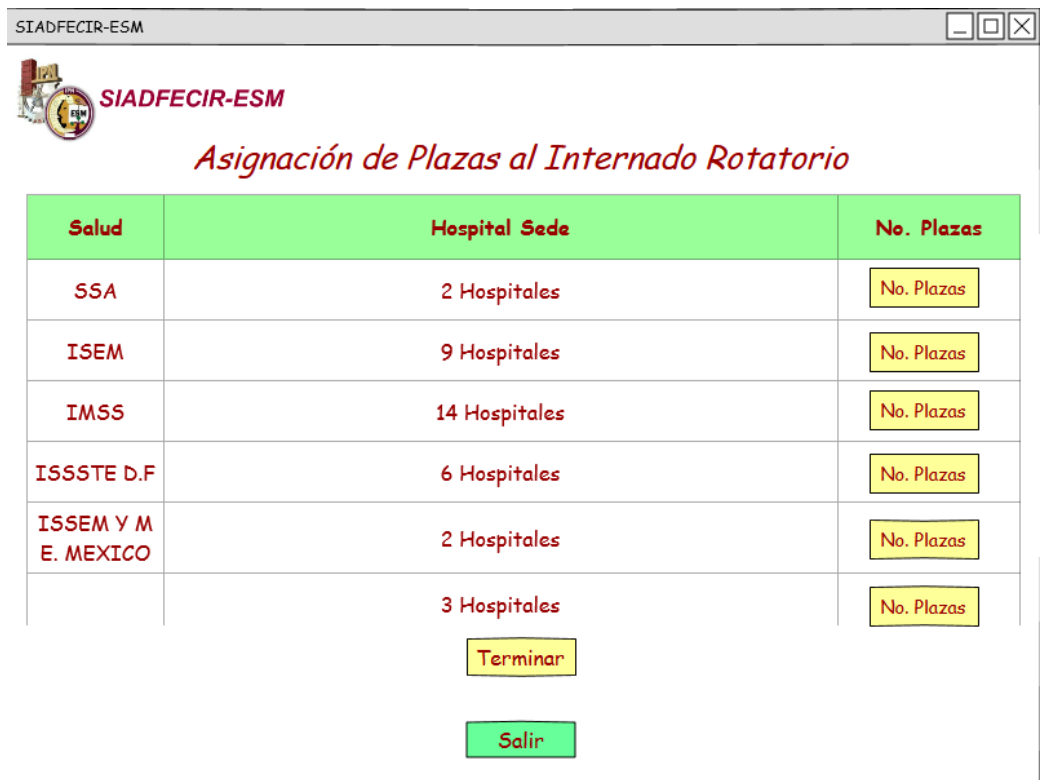 SIADFECIR-ESM
IPN
ESM
SIADFECIR-ESM
Asignación de Plazas al Internado Rotatorio
Salud Hospital Sede No. Plazas
SSA 2 Hospitales No. Plazas
ISEM 9 Hospitales No. Plazas
IMSS 14 Hospitales No. Plazas
ISSSTE D.F 6 Hospitales No. Plazas
ISSEM Y M
E. MEXICO 2 Hospitales No. Plazas
3 Hospitales No. Plazas
Terminar
Salir